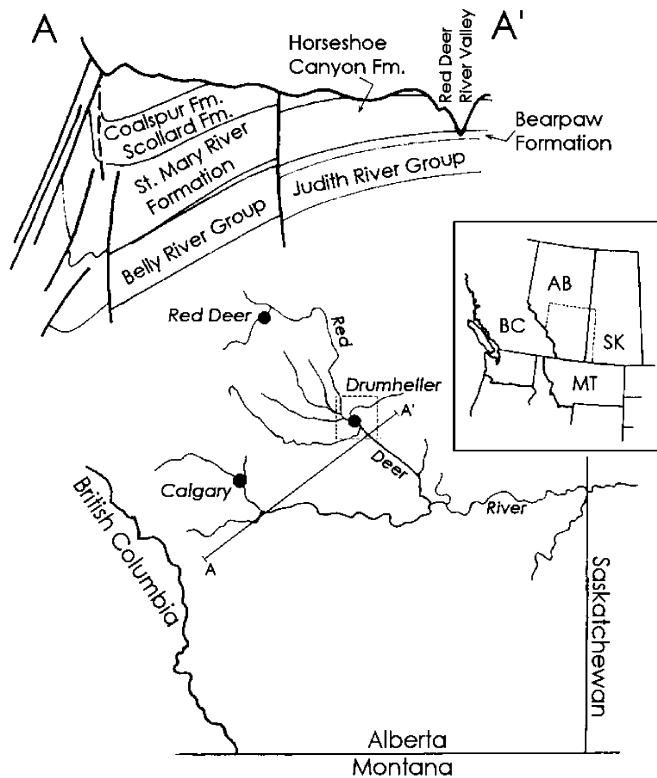 A
A'
Horseshoe
Canyon Fm.
Red Deer
River Valley
Bearpaw
Formation
Coalspur Fm.
Scollard Fm.
St. Mary River
Formation
Judith River Group
Belly River Group
AB
BC
SK
MT
Red Deer
Red
Drumheller
A'
Deer
Calgary
River
A
British Columbia
Saskatchewan
Alberta
Montana